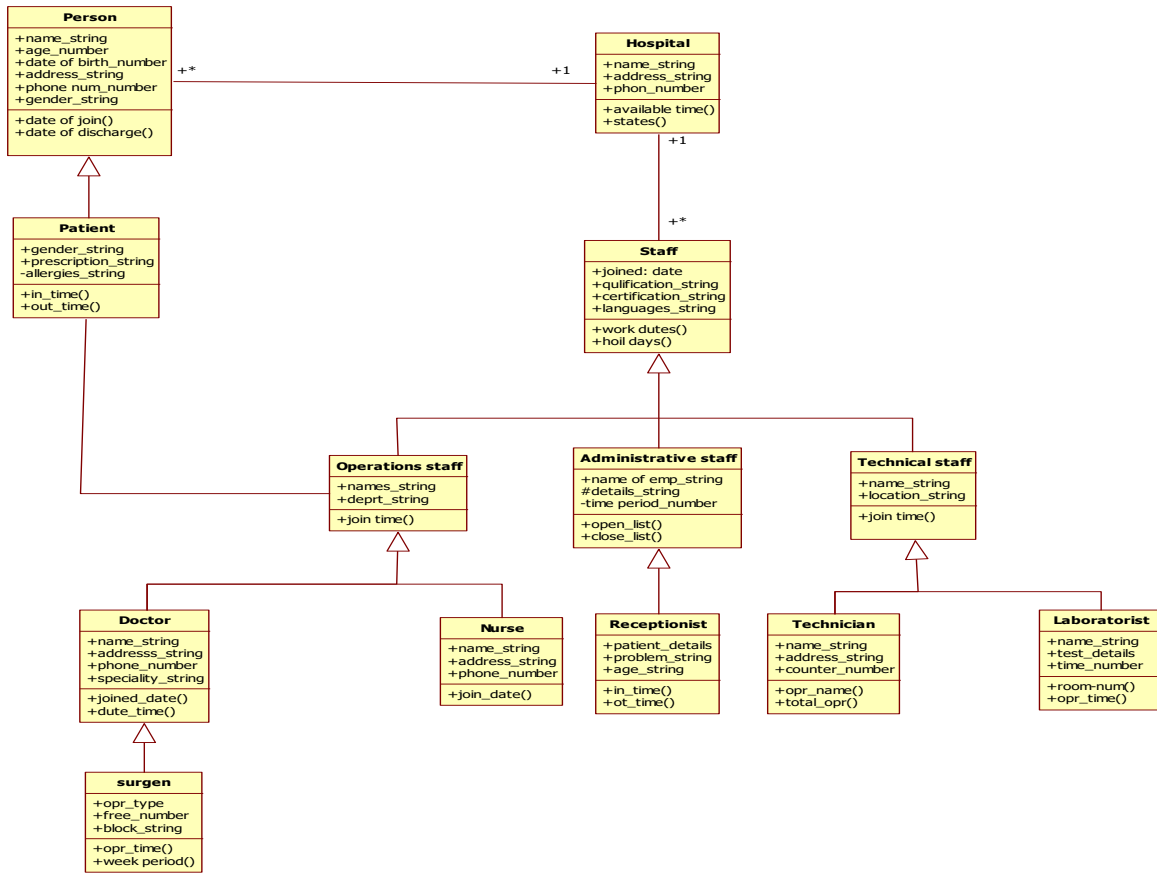 Person
+name_string
+age_number
+date of birth_number
+address_string
+phone num_number
+gender_string
+date of join()
+date of discharge()
+*
+1
Hospital
+name_string
+address_string
+phon_number
+available time()
+states()
+1
+*
Patient
+gender_string
+prescription_string
-allergies_string
+in_time()
+out_time()
Staff
+joined: date
+qulification_string
+certification_string
+languages_string
+work dutes()
+hoil days()
Operations staff
+names_string
+deprt_string
+join time()
Administrative staff
+name of emp_string
#details_string
-time period_number
+open_list()
+close_list()
Technical staff
+name_string
+location_string
+join time()
Doctor
+name_string
+addresss_string
+phone_number
+speciality_string
+joined_date()
+dute_time()
Nurse
+name_string
+address_string
+phone_number
+join_date()
Receptionist
+patient_details
+problem_string
+age_string
+in_time()
+ot_time()
Technician
+name_string
+address_string
+counter_number
+opr_name()
+total_opr()
Laboratorist
+name_string
+test_details
+time_number
+room-num()
+opr_time()
surgen
+opr_type
+free_number
+block_string
+opr_time()
+week period()